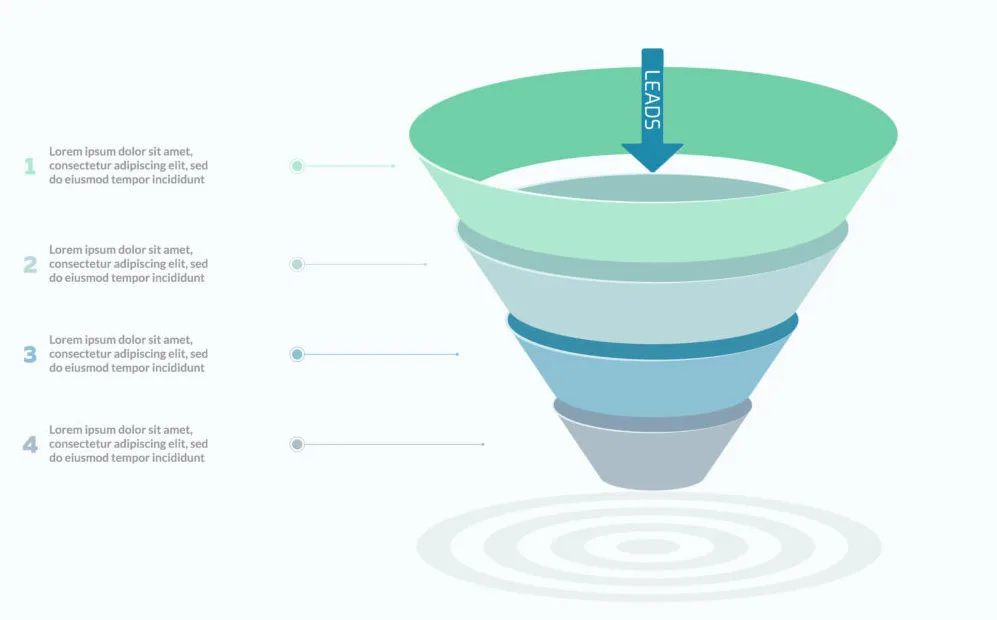 LEADS
1
Lorem ipsum dolor sit amet,
consectetur adipiscing elit, sed
do eiusmod tempor incididunt
2
Lorem ipsum dolor sit amet,
consectetur adipiscing elit, sed
do eiusmod tempor incididunt
3
Lorem ipsum dolor sit amet,
consectetur adipiscing elit, sed
do eiusmod tempor incididunt
4
Lorem ipsum dolor sit amet,
consectetur adipiscing elit, sed
do eiusmod tempor incididunt